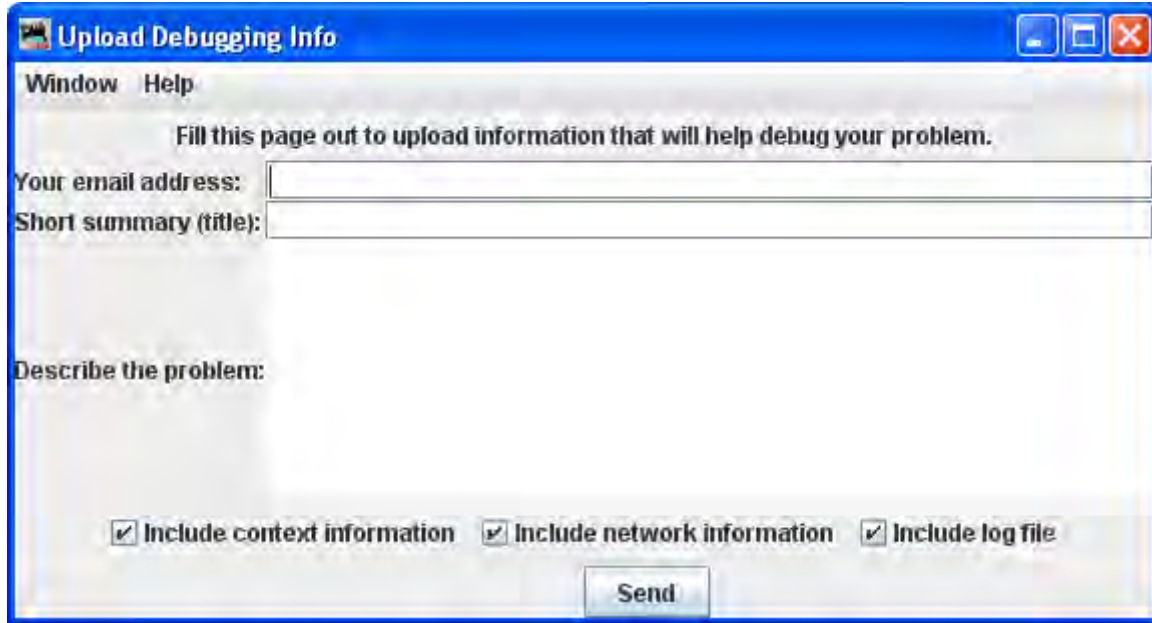 Upload Debugging Info
Window Help
Fill this page out to upload information that will help debug your problem.
Your email address:
Short summary (title):
Describe the problem:
Include context information Include network information Include log file
Send